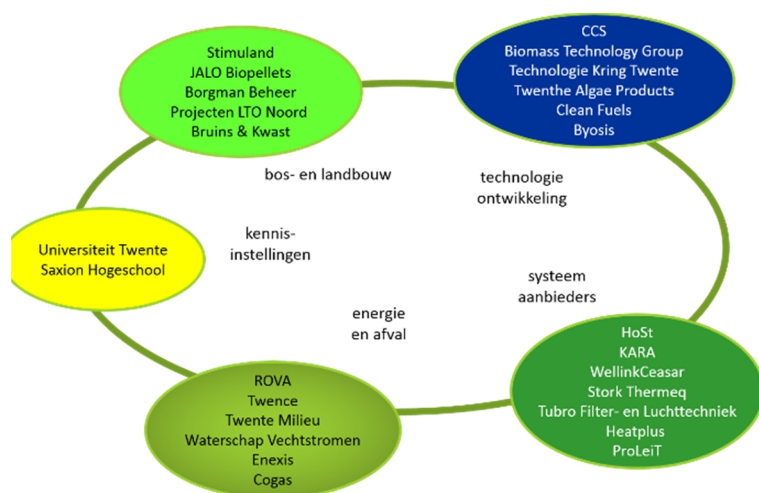 Stimuland
JALO Biopellets
Borgman Beheer
Projecten LTO Noord
Bruins & Kwast
CCS
Biomass Technology Group
Technologie Kring Twente
Twenthe Algae Products
Clean Fuels
Byosis
bos- en landbouw
technologie
ontwikkeling
Universiteit Twente
Saxion Hogeschool
kennis-
instellingen
systeem
aanbieders
energie
en afval
ROVA
Twence
Twente Milieu
Waterschap Vechtstromen
Enexis
Cogas
HoSt
KARA
WellinkCeasar
Stork Thermeq
Tubro Filter- en Luchttechniek
Heatplus
ProLeiT